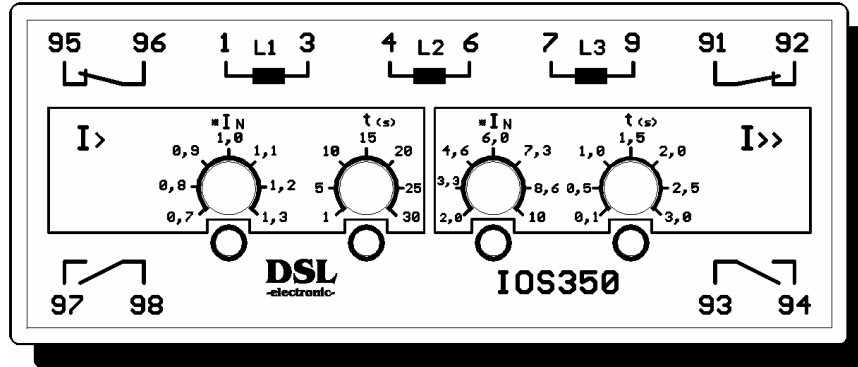 95 96 1 L1 3 4 L2 6 7 L3 9 91 92
I> *IN t(s) *IN t(s) I>>
1,0 15 6,0 1,5
0,9 1,1 10 20 4,6 7,3 1,0 2,0
0,8 1,2 5 25 3,3 8,6 0,5 2,5
0,7 1,3 1 30 2,0 10 0,1 3,0
DSL
-electronic-
IOS350
97 98 93 94